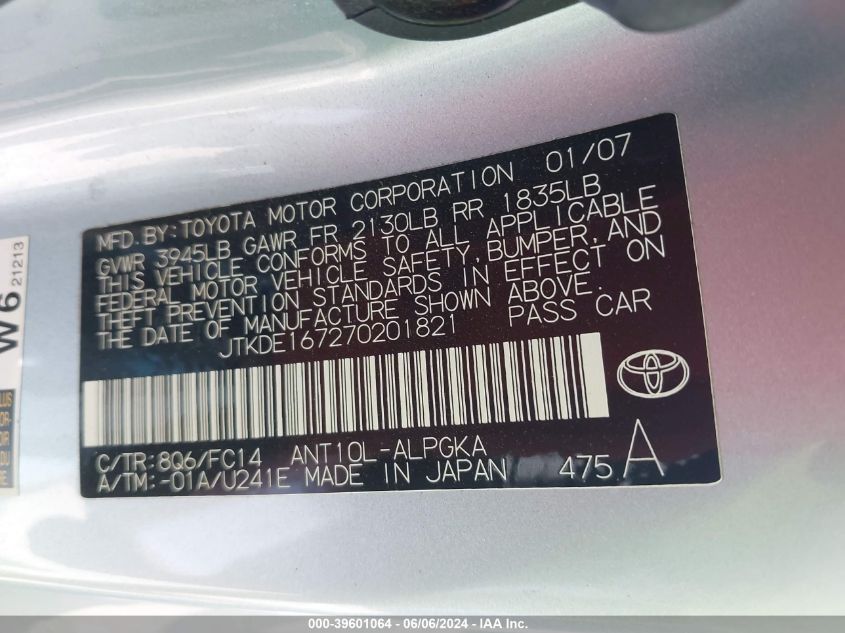 MFD.BY:TOYOTA MOTOR CORPORATION 01/07
GVWR 3945LB GAWR FR 2130LB RR 1835LB
THIS VEHICLE CONFORMS TO ALL APPLICABLE
FEDERAL MOTOR VEHICLE SAFETY,BUMPER,AND
THEFT PREVENTION STANDARDS IN EFFECT ON
THE DATE OF MANUFACTURE SHOWN ABOVE.
JTKDE167270201821 PASS CAR
C/TR:8Q6/FC14 ANT10L-ALPGKA
A/TM:-01A/U241E MADE IN JAPAN 475 A
W6
21213
000-39601064 - 06/06/2024 - IAA Inc.